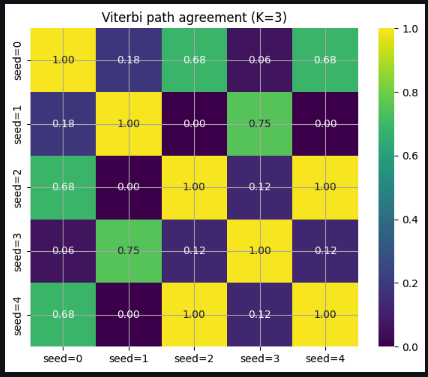 Viterbi path agreement (K=3)
seed=0 1.00 0.18 0.68 0.06 0.68
seed=1 0.18 1.00 0.00 0.75 0.00
seed=2 0.68 0.00 1.00 0.12 1.00
seed=3 0.06 0.75 0.12 1.00 0.12
seed=4 0.68 0.00 1.00 0.12 1.00
seed=0 seed=1 seed=2 seed=3 seed=4
1.0
0.8
0.6
0.4
0.2
0.0